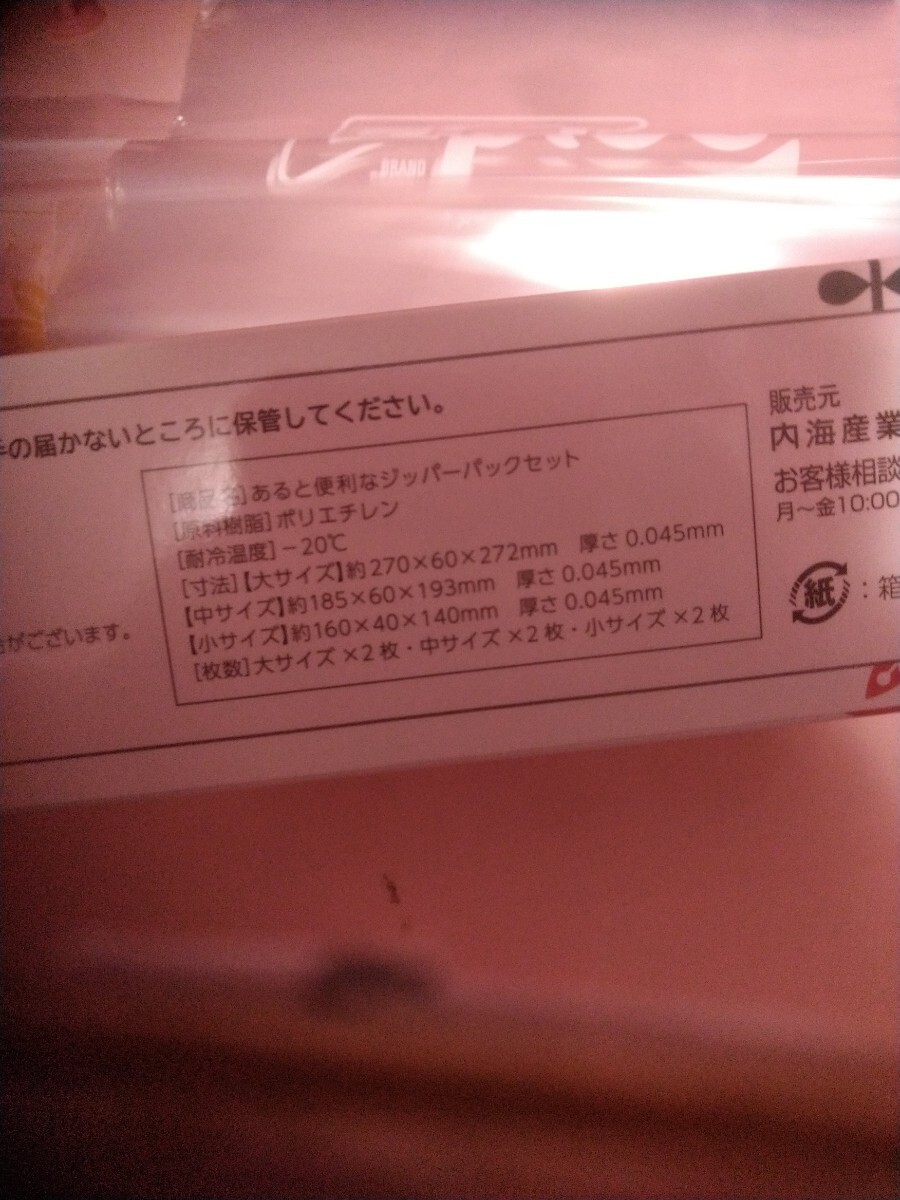 BRAND
の届かないところに保管してください。
[商品名]あると便利なジッパーパックセット
[原料樹脂]ポリエチレン
[耐冷温度]−20℃
[寸法]【大サイズ】約270×60×272mm 厚さ0.045mm
【中サイズ】約185×60×193mm 厚さ0.045mm
【小サイズ】約160×40×140mm 厚さ0.045mm
[枚数]大サイズ×2枚・中サイズ×2枚・小サイズ×2枚
がございます。
販売元
内海産業
お客様相談
月〜金10:00
紙:箱